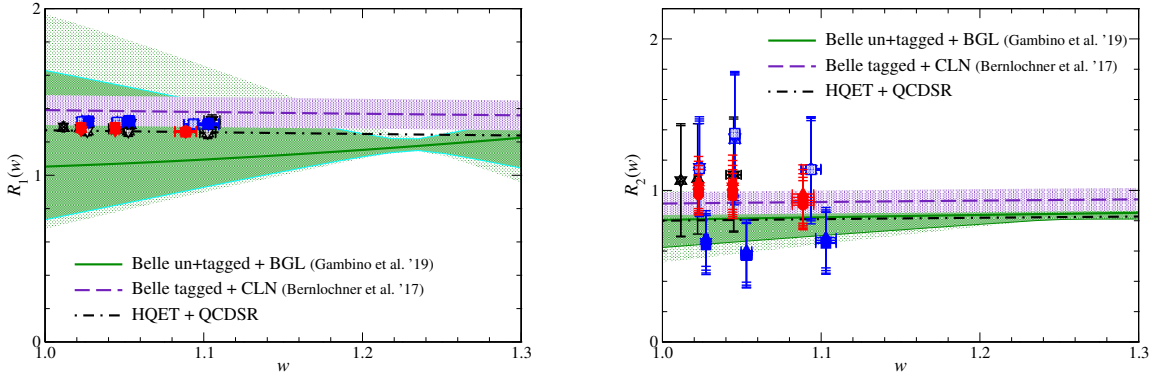 2
1
0
R1(w)
1.0
1.1
1.2
1.3
w
Belle un+tagged + BGL (Gambino et al. '19)
Belle tagged + CLN (Bernlochner et al. '17)
HQET + QCDSR
2
1
0
R2(w)
1.0
1.1
1.2
1.3
w
Belle un+tagged + BGL (Gambino et al. '19)
Belle tagged + CLN (Bernlochner et al. '17)
HQET + QCDSR